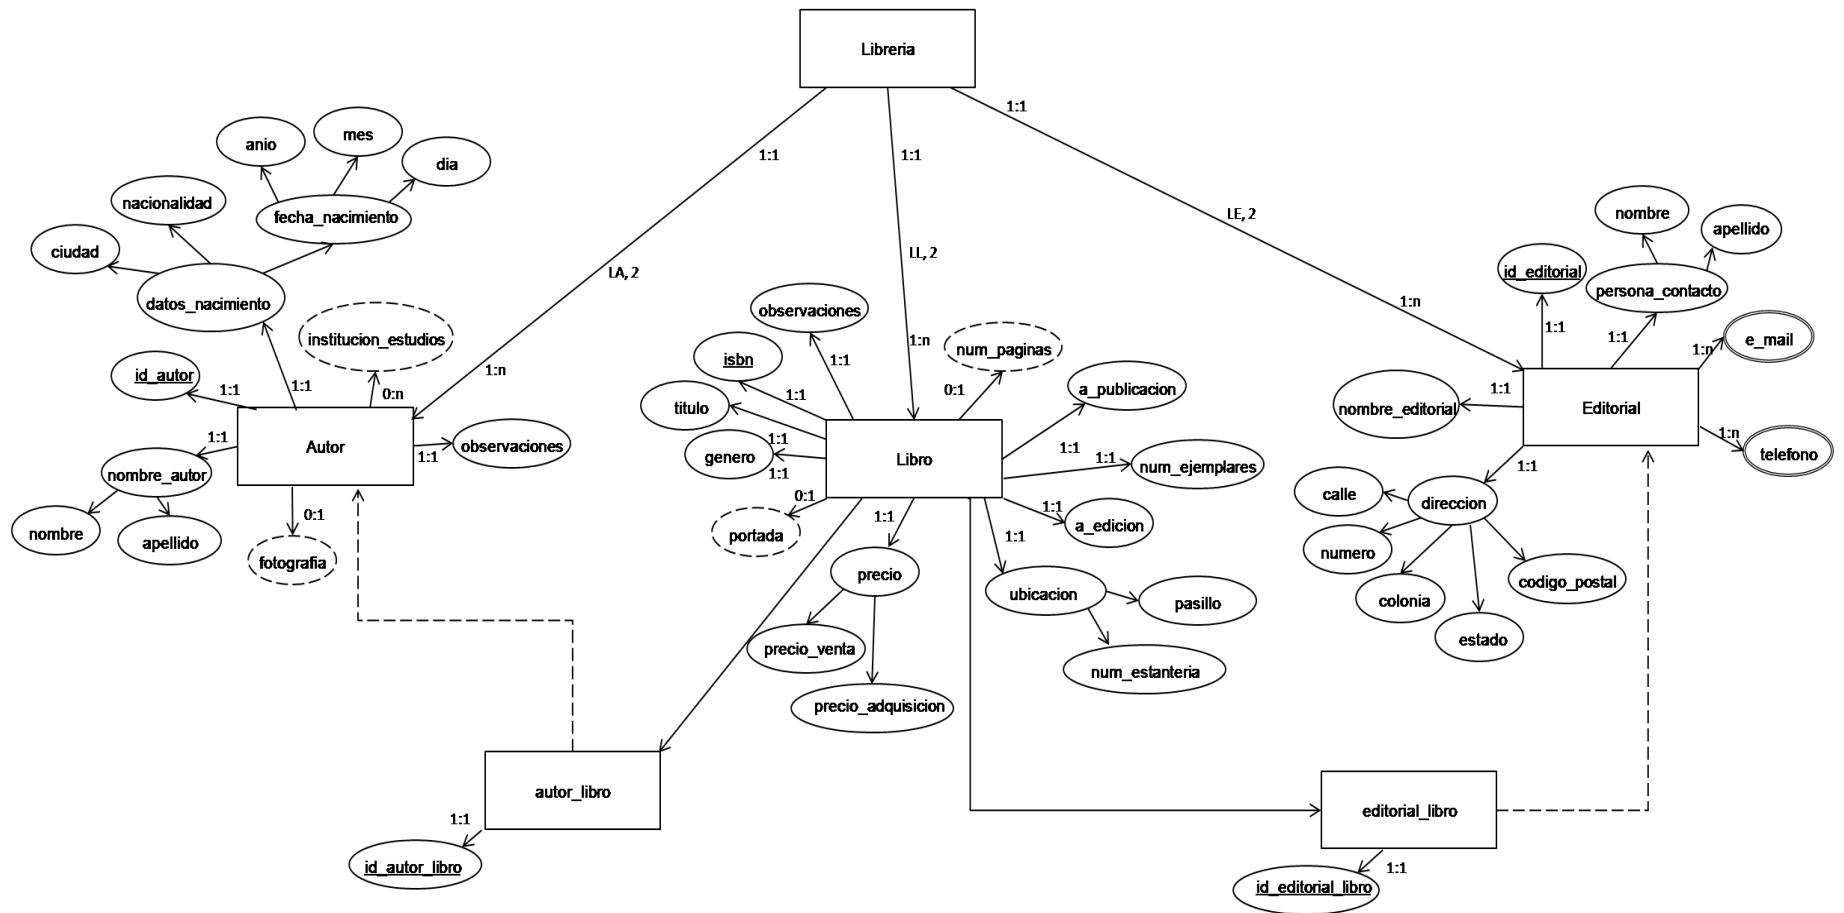 Libreria
1:1
1:1
1:1
LA, 2
LL, 2
LE, 2
1:n
1:n
1:n
anio
mes
dia
nacionalidad
fecha_nacimiento
ciudad
datos_nacimiento
institucion_estudios
id_autor
1:1
1:1
0:n
Autor
1:1
observaciones
1:1
nombre_autor
nombre
apellido
0:1
fotografia
observaciones
1:1
isbn
1:1
num_paginas
0:1
titulo
1:1
genero
1:1
Libro
a_publicacion
1:1
1:1
num_ejemplares
0:1
portada
1:1
precio
precio_venta
precio_adquisicion
1:1
a_edicion
1:1
ubicacion
pasillo
num_estanteria
nombre
apellido
id_editorial
persona_contacto
1:1
1:1
1:n
e_mail
1:1
nombre_editorial
Editorial
1:n
telefono
1:1
calle
direccion
numero
colonia
estado
codigo_postal
autor_libro
1:1
id_autor_libro
editorial_libro
1:1
id_editorial_libro